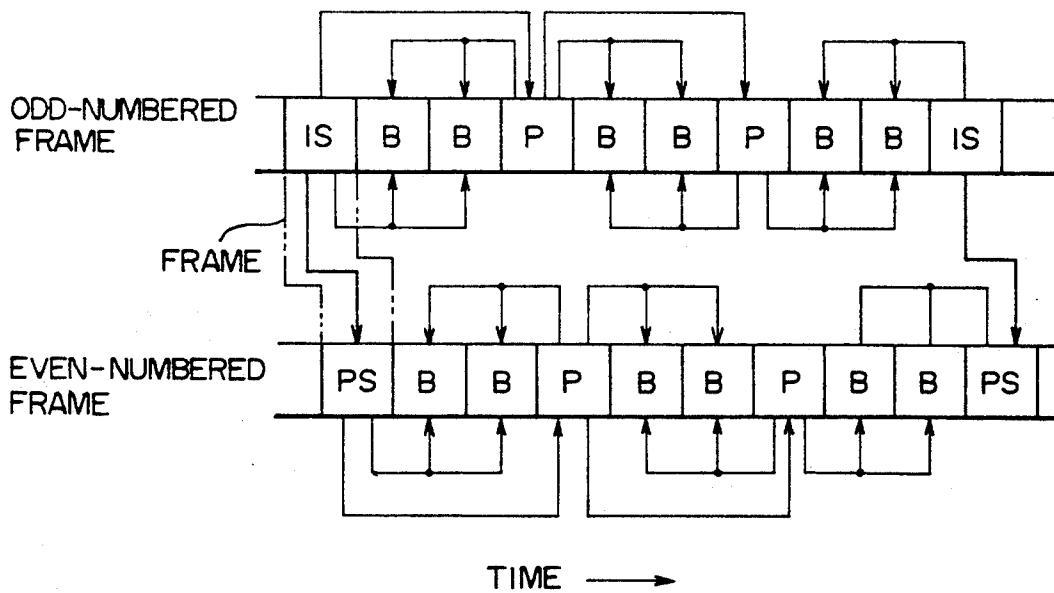 ODD-NUMBERED
FRAME
IS B B P B B P B B IS
FRAME
EVEN-NUMBERED
FRAME
PS B B P B B P B B PS
TIME